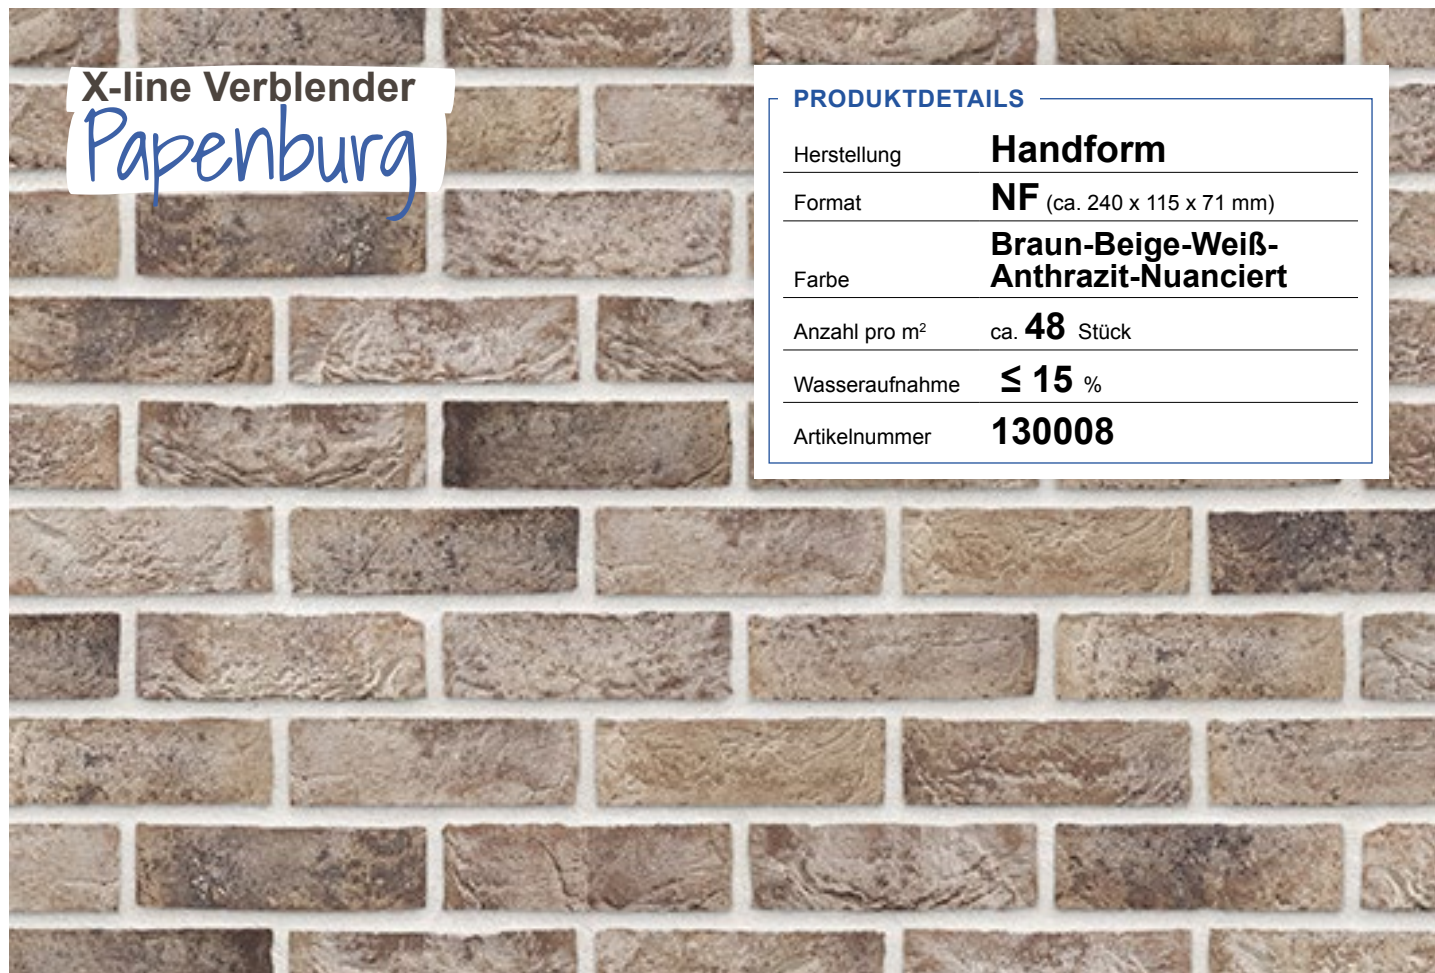 X-line Verblender
Papenburg
PRODUKTDETAILS
Herstellung Handform
Format NF (ca. 240 x 115 x 71 mm)
Farbe Braun-Beige-Weiß-
Anthrazit-Nuanciert
Anzahl pro m² ca. 48 Stück
Wasseraufnahme ≤ 15 %
Artikelnummer 130008